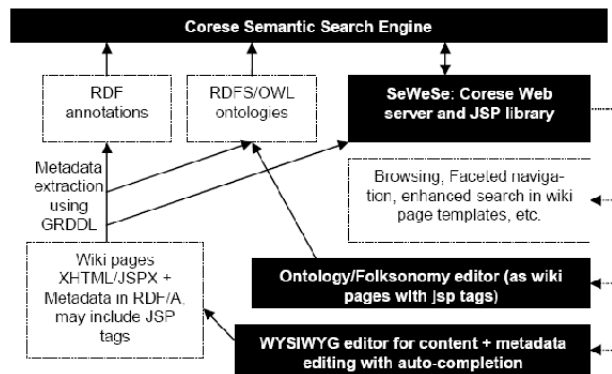 Corese Semantic Search Engine
RDF
annotations
RDFS/OWL
ontologies
SeWeSe: Corese Web
server and JSP library
Metadata
extraction
using
GRDDL
Browsing, Faceted naviga-
tion, enhanced search in wiki
page templates, etc.
Wiki pages
XHTML/JSPX +
Metadata in RDF/A,
may include JSP
tags
Ontology/Folksonomy editor (as wiki
pages with jsp tags)
WYSIWYG editor for content + metadata
editing with auto-completion